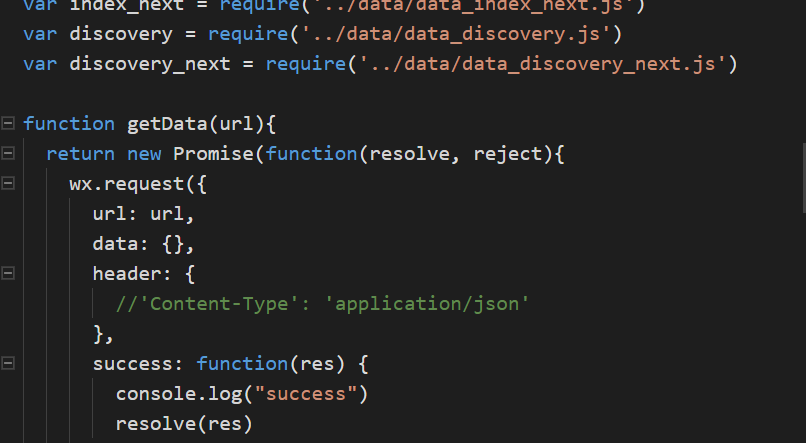 var index_next = require('../data/data_index_next.js')
var discovery = require('../data/data_discovery.js')
var discovery_next = require('../data/data_discovery_next.js')
function getData(url){
return new Promise(function(resolve, reject){
wx.request({
url: url,
data: {},
header: {
//'Content-Type': 'application/json'
},
success: function(res) {
console.log("success")
resolve(res)